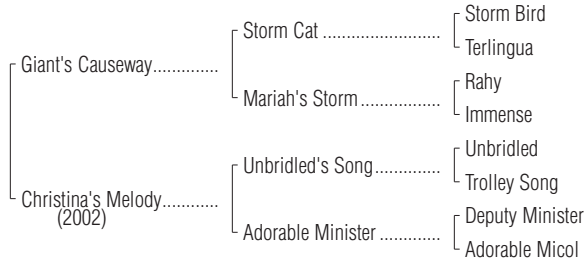 Storm Bird
Storm Cat ........................
Terlingua
Giant's Causeway.............
Rahy
Mariah's Storm ................
Immense
Unbridled
Unbridled's Song.............
Trolley Song
Christina's Melody...........
(2002)
Deputy Minister
Adorable Minister ............
Adorable Micol